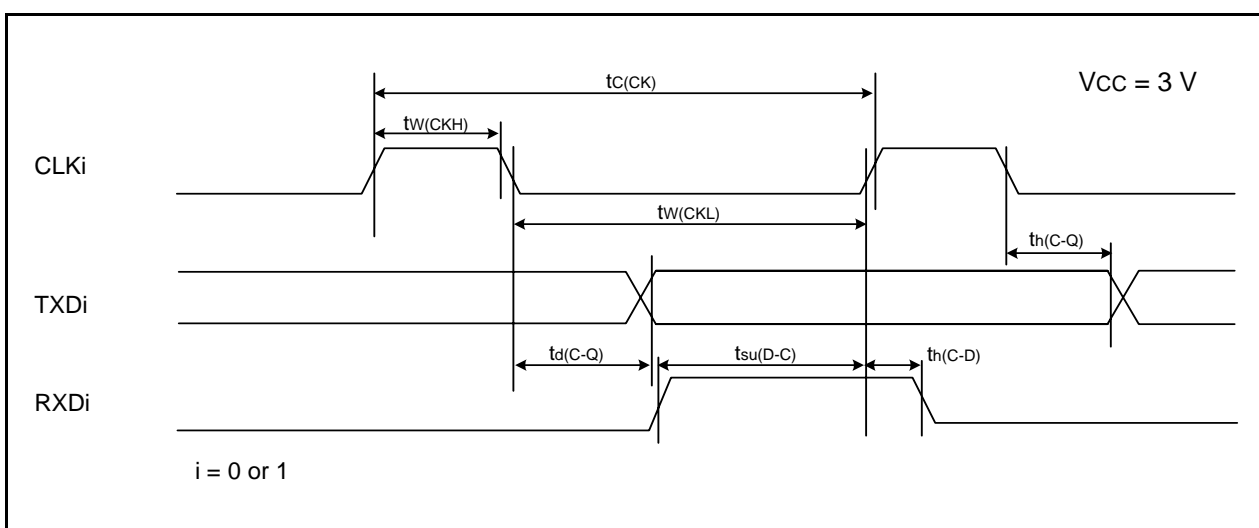 tC(CK)
VCC = 3 V
tW(CKH)
CLKi
tW(CKL)
th(C-Q)
TXDi
td(C-Q)
tsu(D-C)
th(C-D)
RXDi
i = 0 or 1